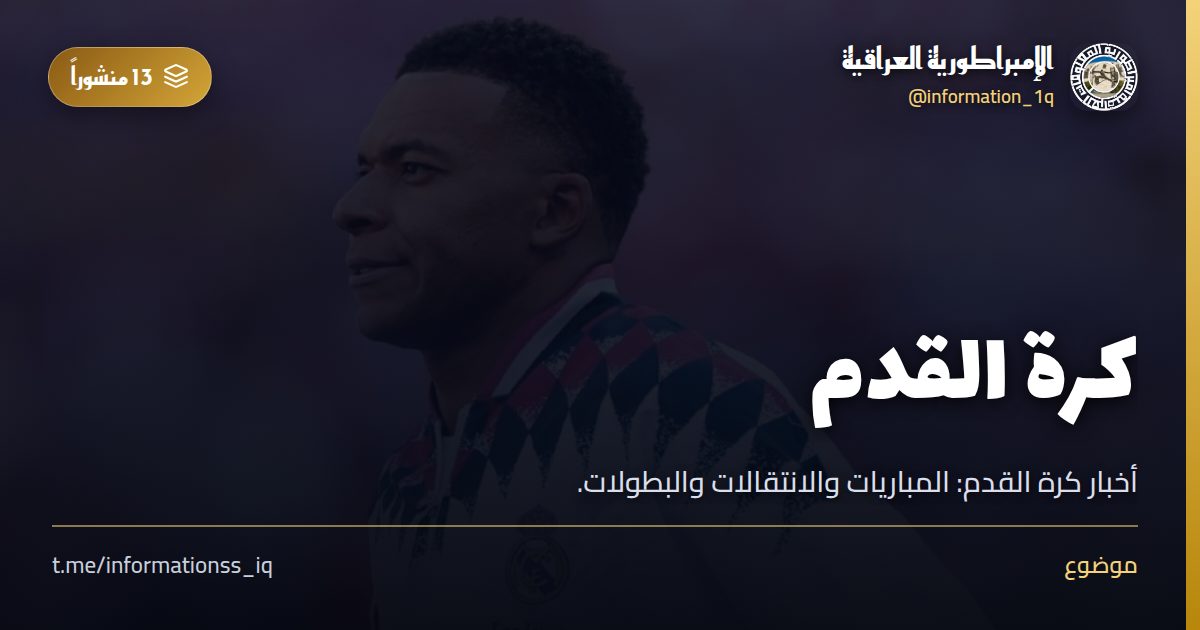 الإمبراطورية العراقية
@information_1q
13 منشوراً
كرة القدم
أخبار كرة القدم: المباريات والانتقالات والبطولات.
موضوع
t.me/informationss_iq